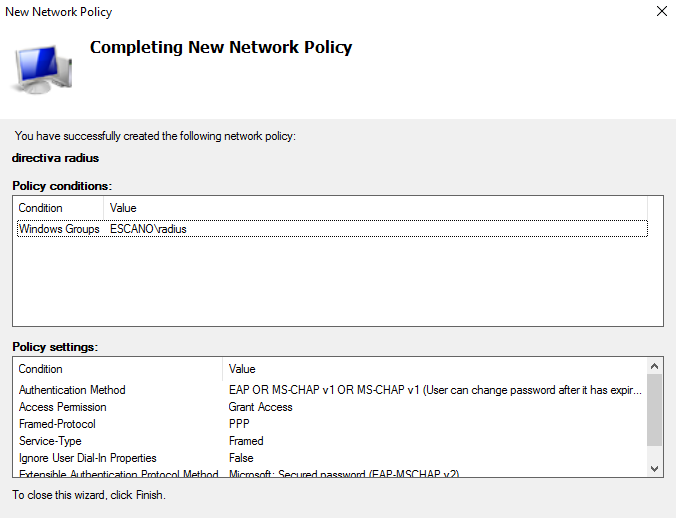 New Network Policy
Completing New Network Policy
You have successfully created the following network policy:
directiva radius
Policy conditions:
Condition Value
Windows Groups ESCANO\radius
Policy settings:
Condition Value
Authentication Method EAP OR MS-CHAP v1 OR MS-CHAP v1 (User can change password after it has expir...
Access Permission Grant Access
Framed-Protocol PPP
Service-Type Framed
Ignore User Dial-In Properties False
Extensible Authentication Protocol Method Microsoft: Secured password (EAP-MSCHAP v2)
To close this wizard, click Finish.